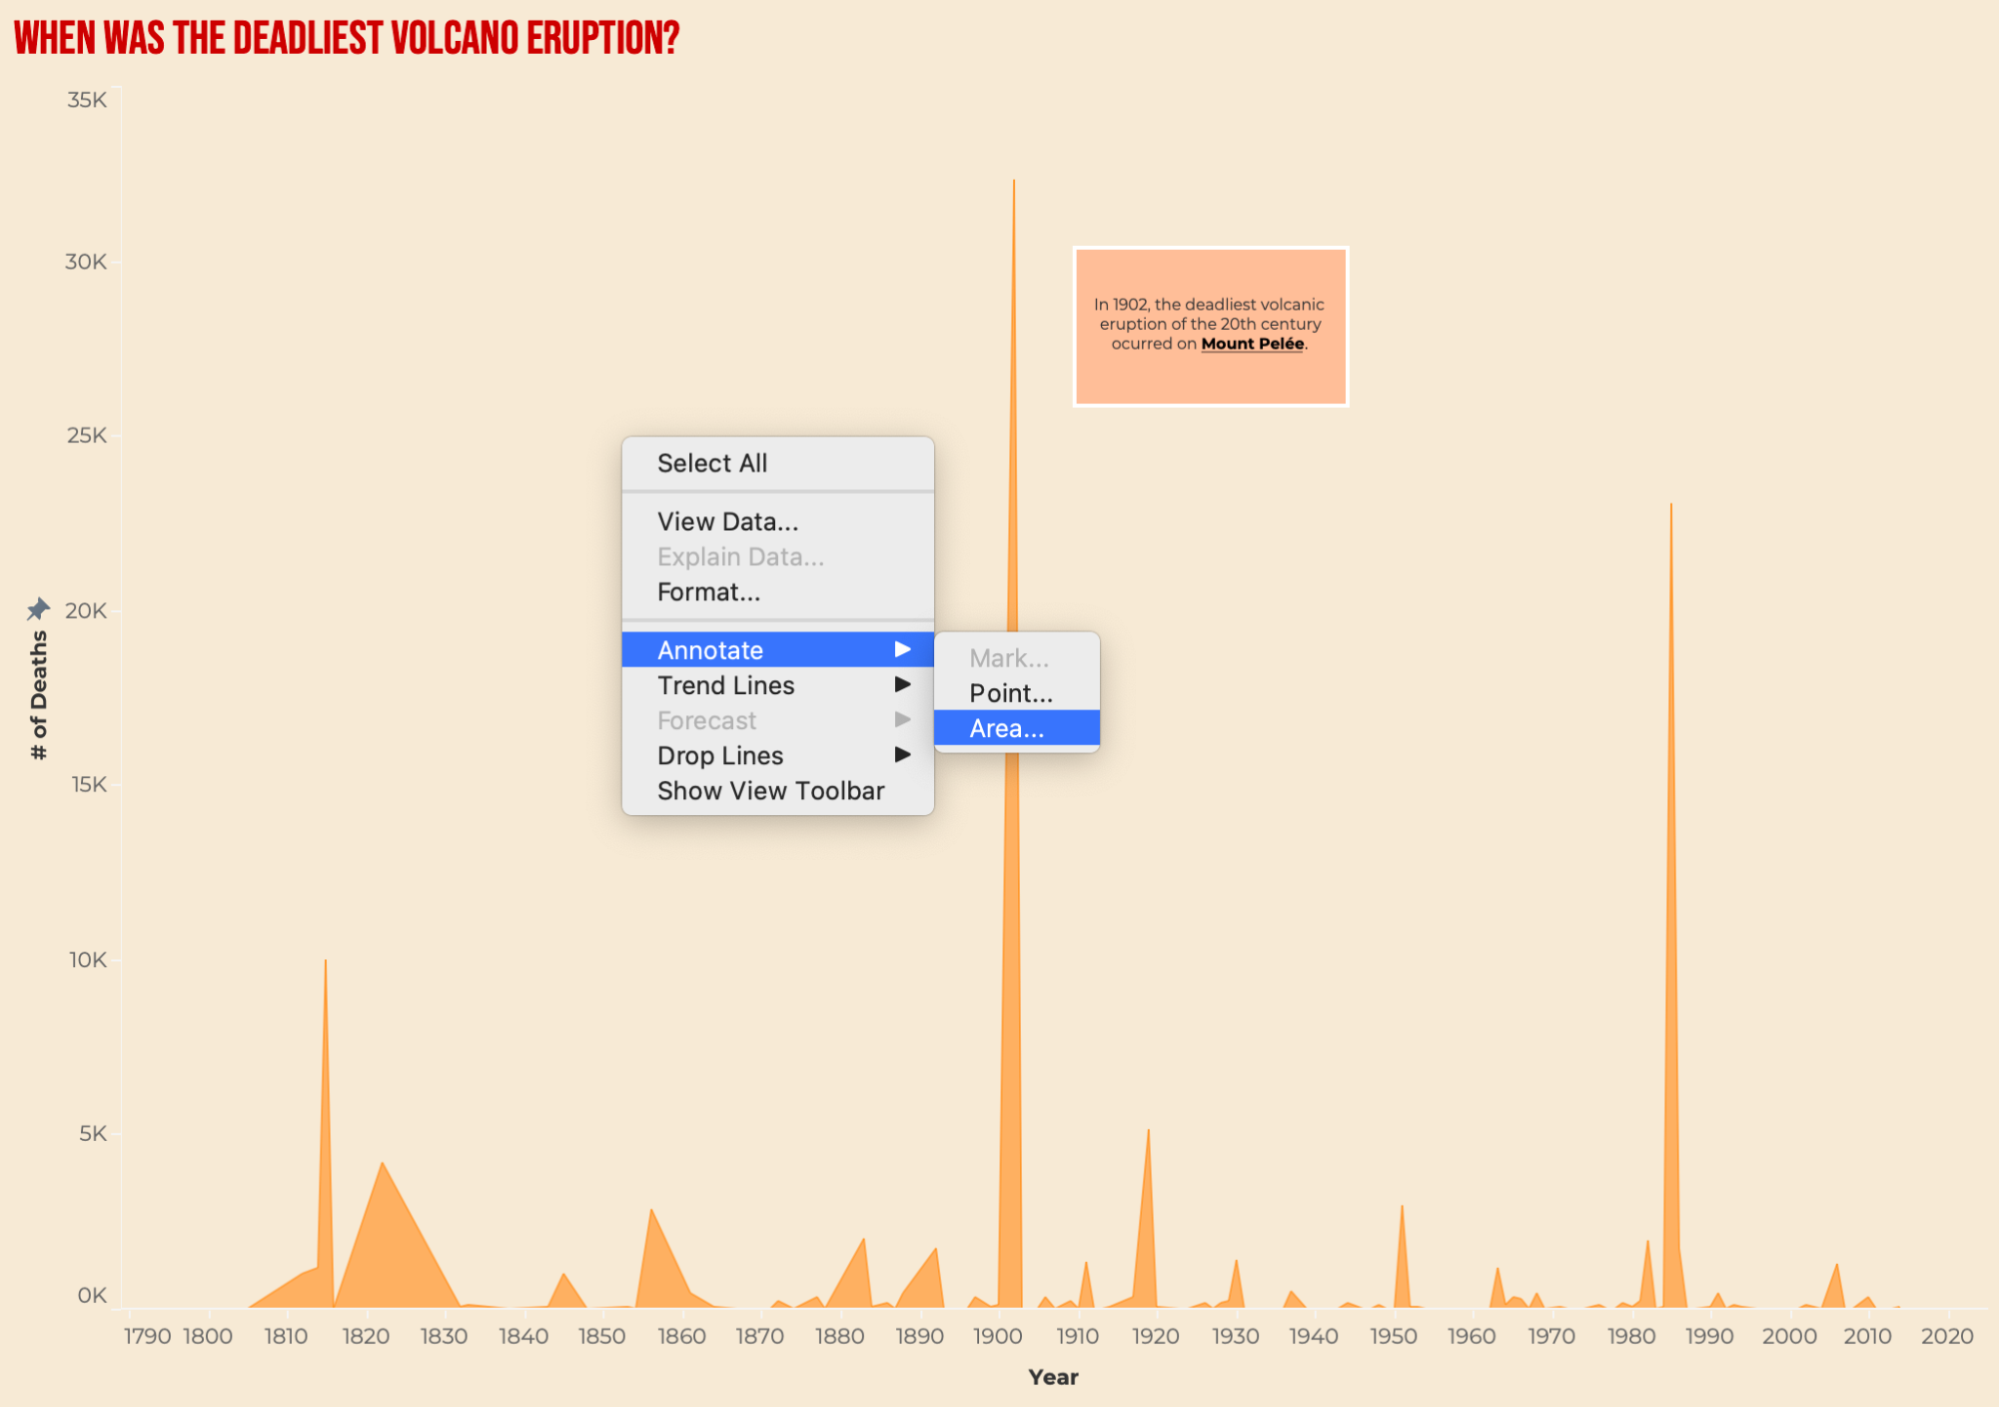 WHEN WAS THE DEADLIEST VOLCANO ERUPTION?
35K
30K
25K
20K
15K
10K
5K
0K
# of Deaths
In 1902, the deadliest volcanic
eruption of the 20th century
ocurred on Mount Pelée.
Select All
View Data...
Explain Data...
Format...
Annotate
Trend Lines
Forecast
Drop Lines
Show View Toolbar
Mark...
Point...
Area...
1790 1800 1810 1820 1830 1840 1850 1860 1870 1880 1890 1900 1910 1920 1930 1940 1950 1960 1970 1980 1990 2000 2010 2020
Year